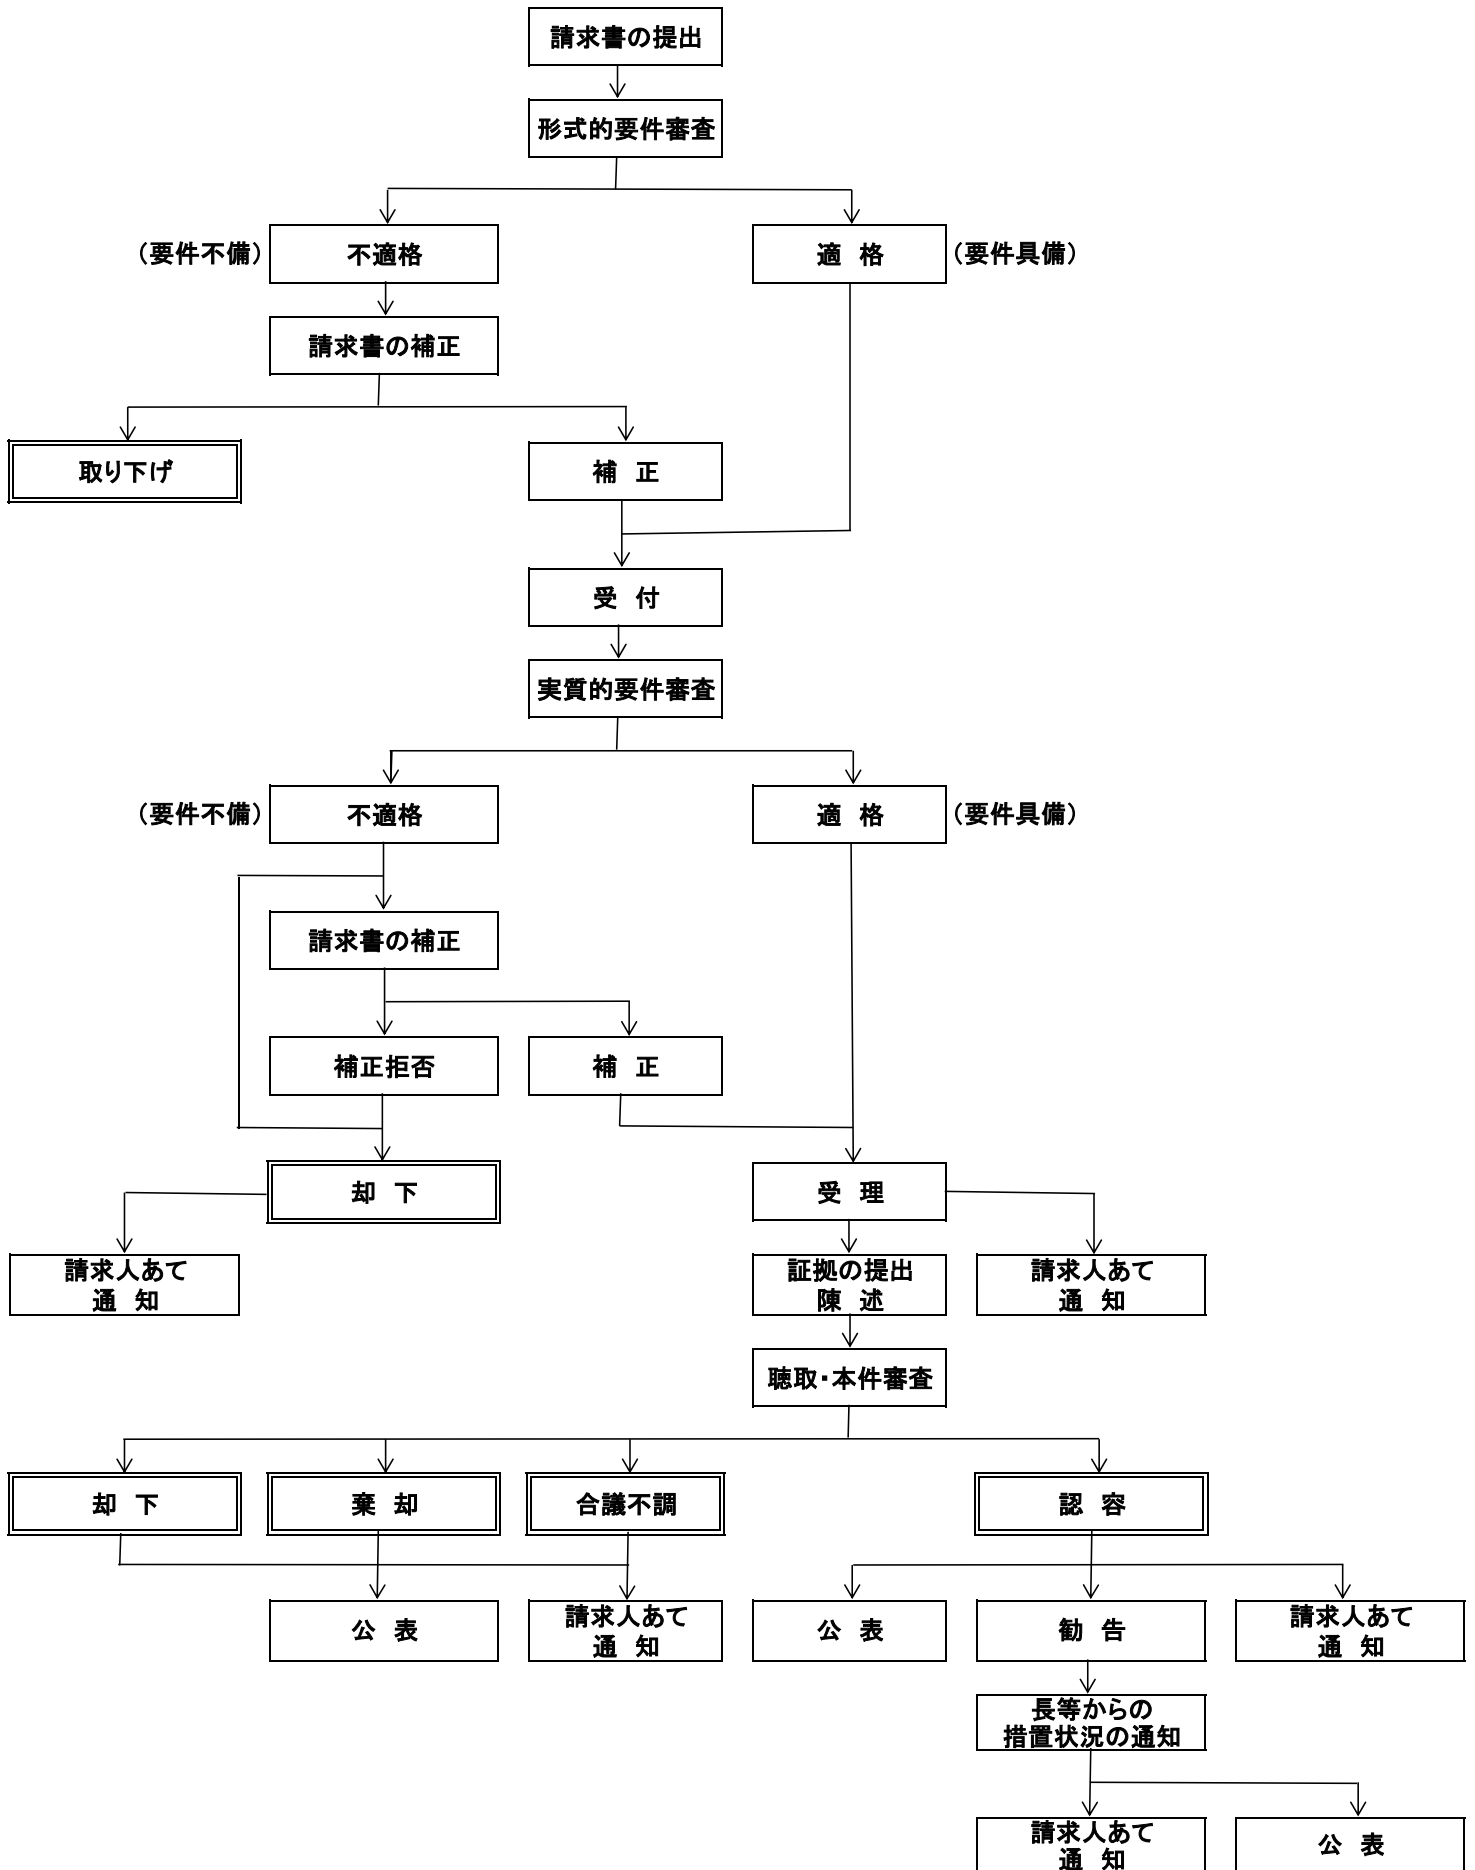 請求書の提出
形式的要件審査
（要件不備） 不適格 適　格 （要件具備）
請求書の補正
取り下げ 補　正
受　付
実質的要件審査
（要件不備） 不適格 適　格 （要件具備）
請求書の補正
補正拒否 補　正
却　下 受　理
請求人あて 証拠の提出 請求人あて
通　知 陳　述 通　知
聴取・本件審査
却　下 棄　却 合議不調 認　容
公　表 請求人あて 公　表 勧　告 請求人あて
通　知 通　知
長等からの
措置状況の通知
請求人あて 公　表
通　知